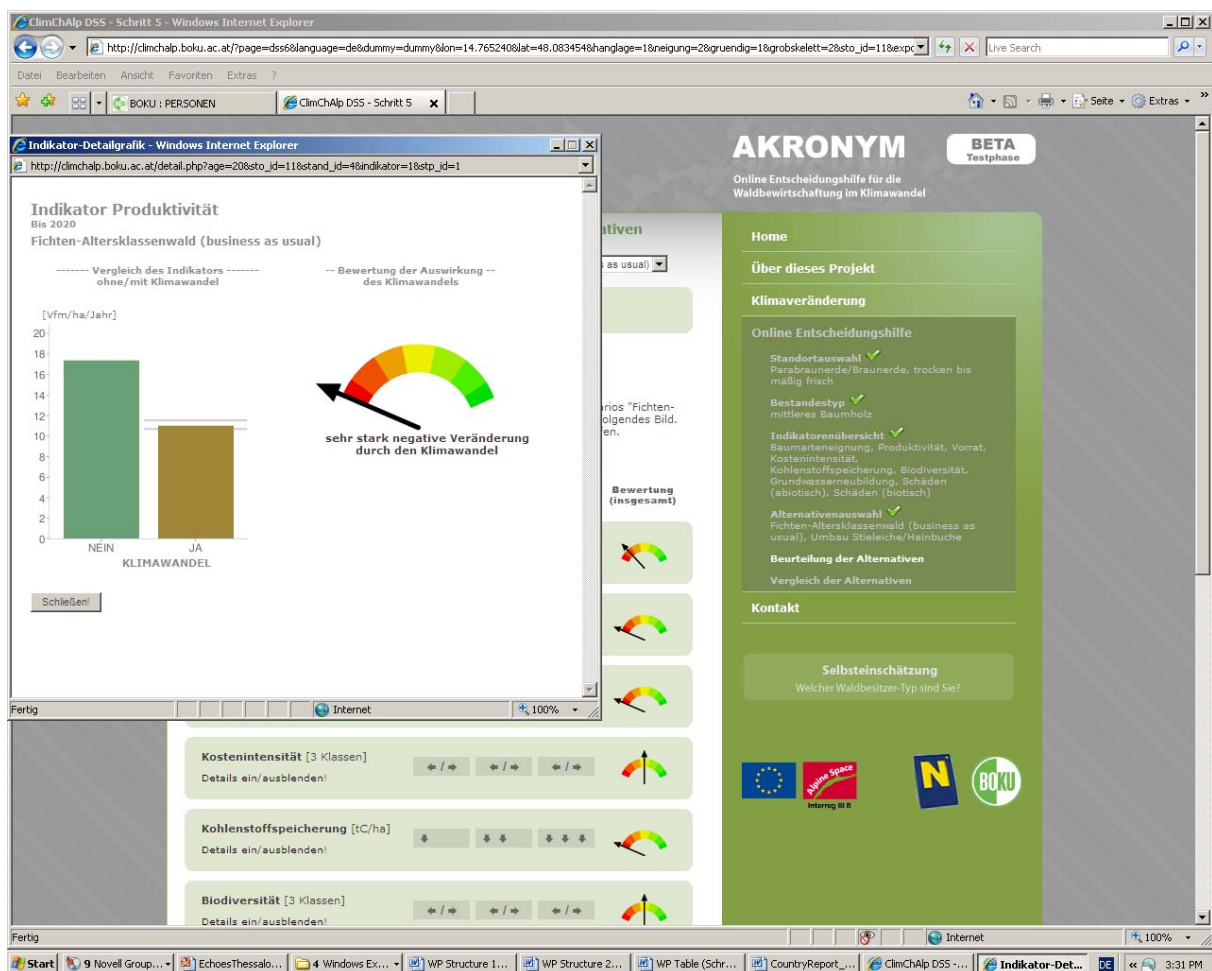 ClimChAlp DSS - Schritt 5 - Windows Internet Explorer
http://climchalp.boku.ac.at/?page=dss6&language=de&dummy=dummy&lon=14.765240&lat=48.083454&hanglage=1&neigung=2&gruendig=1&grobskelett=2&sto_id=11&expo
Live Search
Datei Bearbeiten Ansicht Favoriten Extras ?
BOKU : PERSONEN
ClimChAlp DSS - Schritt 5
Seite
Extras
Indikator-Detailgrafik - Windows Internet Explorer
http://climchalp.boku.ac.at/detail.php?age=20&sto_id=11&stand_id=4&indikator=1&stp_id=1
Indikator Produktivität
Bis 2020
Fichten-Altersklassenwald (business as usual)
------- Vergleich des Indikators -------
ohne/mit Klimawandel
-- Bewertung der Auswirkung --
des Klimawandels
[Vfm/ha/Jahr]
20
18
16
14
12
10
8
6
4
2
0
NEIN
JA
KLIMAWANDEL
sehr stark negative Veränderung
durch den Klimawandel
Schließen!
Fertig
Internet
100%
ativen
s as usual)
rios "Fichten-
olgendes Bild.
fen.
Bewertung
(insgesamt)
Kostenintensität [3 Klassen]
Details ein/ausblenden!
Kohlenstoffspeicherung [tC/ha]
Details ein/ausblenden!
Biodiversität [3 Klassen]
Details ein/ausblenden!
AKRONYM
BETA
Testphase
Online Entscheidungshilfe für die
Waldbewirtschaftung im Klimawandel
Home
Über dieses Projekt
Klimaveränderung
Online Entscheidungshilfe
Standortauswahl
Parabraunerde/Braunerde, trocken bis
mäßig frisch
Bestandestyp
mittleres Baumholz
Indikatorenübersicht
Baumarteneignung, Produktivität, Vorrat,
Kostenintensität,
Kohlenstoffspeicherung, Biodiversität,
Grundwasserneubildung, Schäden
(abiotisch), Schäden (biotisch)
Alternativenauswahl
Fichten-Altersklassenwald (business as
usual), Umbau Stieleiche/Hainbuche
Beurteilung der Alternativen
Vergleich der Alternativen
Kontakt
Selbsteinschätzung
Welcher Waldbesitzer-Typ sind Sie?
Alpine Space
Interreg III B
N
BOKU
Fertig
Internet
100%
Start
9 Novell Group...
EchoesThessalo...
4 Windows Ex...
WP Structure 1...
WP Structure 2...
WP Table (Schr...
CountryReport_...
ClimChAlp DSS -...
Indikator-Det...
DE
3:31 PM